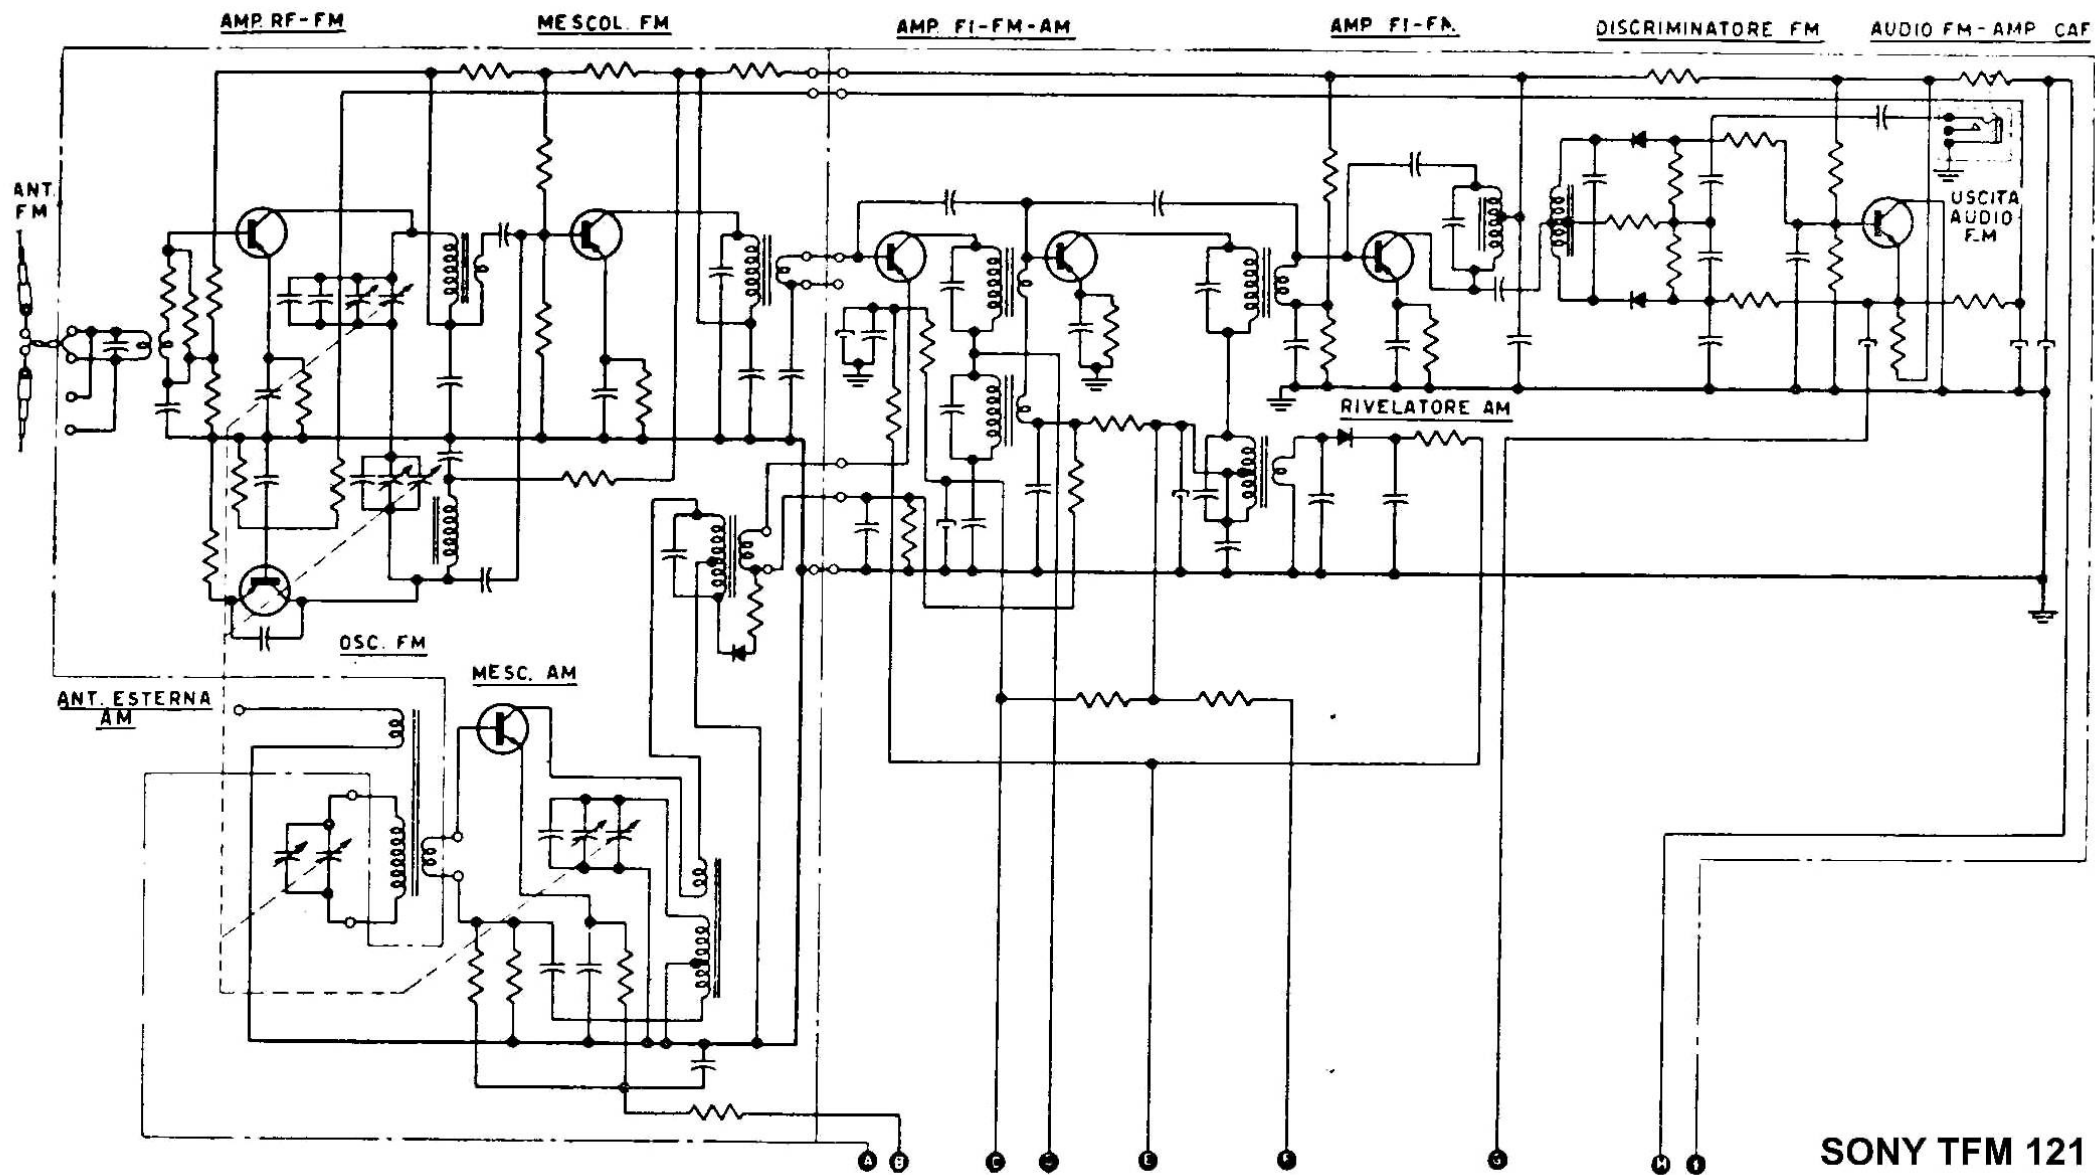 AMP. RF-FM
MESCOL. FM
AMP. FI-FM-AM
AMP. FI-FM.
DISCRIMINATORE FM
AUDIO FM-AMP CAF
ANT.
FM
USCITA
AUDIO
FM
RIVELATORE AM
OSC. FM
MESC. AM
ANT. ESTERNA
AM
A
B
C
E
F
G
H
SONY TFM 121